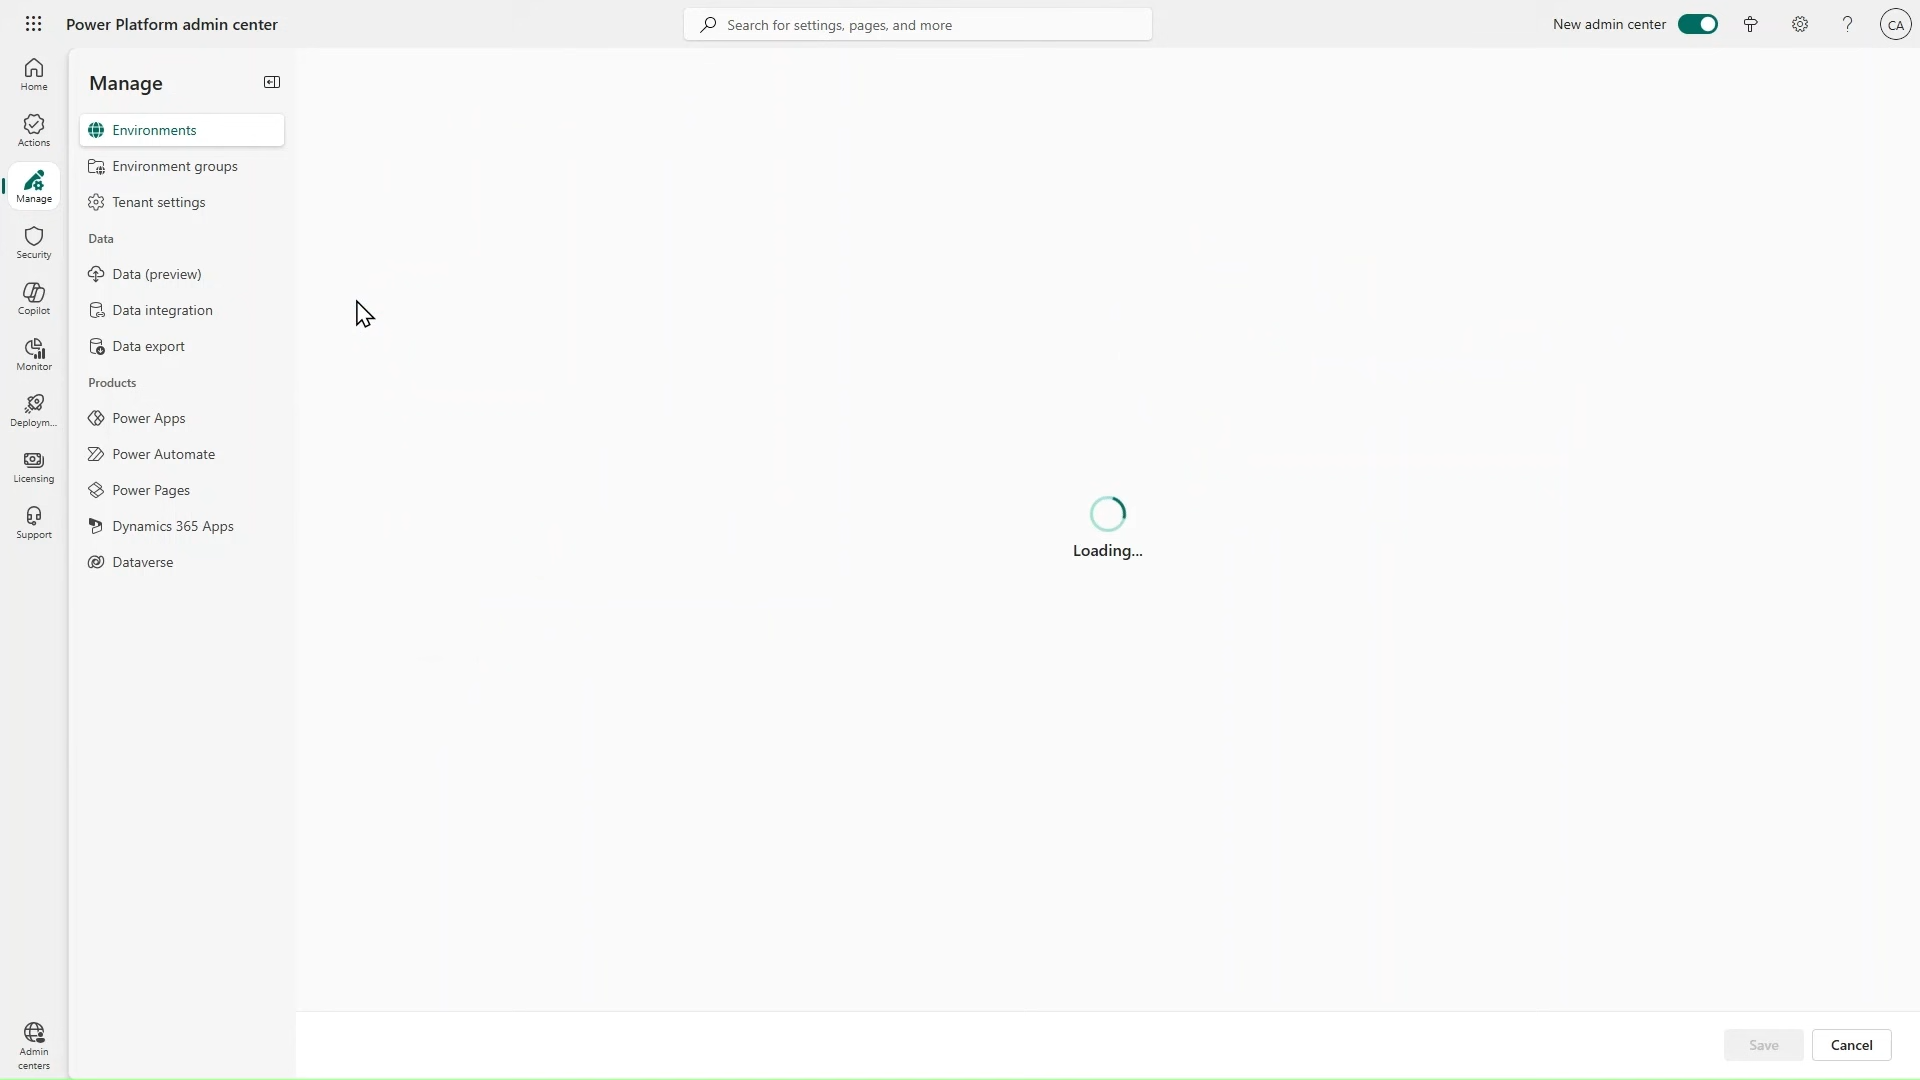 Power Platform admin center
Search for settings, pages, and more
New admin center
CA
Home
Actions
Manage
Security
Copilot
Monitor
Deploym...
Licensing
Support
Admin
centers
Manage
Environments
Environment groups
Tenant settings
Data
Data (preview)
Data integration
Data export
Products
Power Apps
Power Automate
Power Pages
Dynamics 365 Apps
Dataverse
Loading...
Save
Cancel